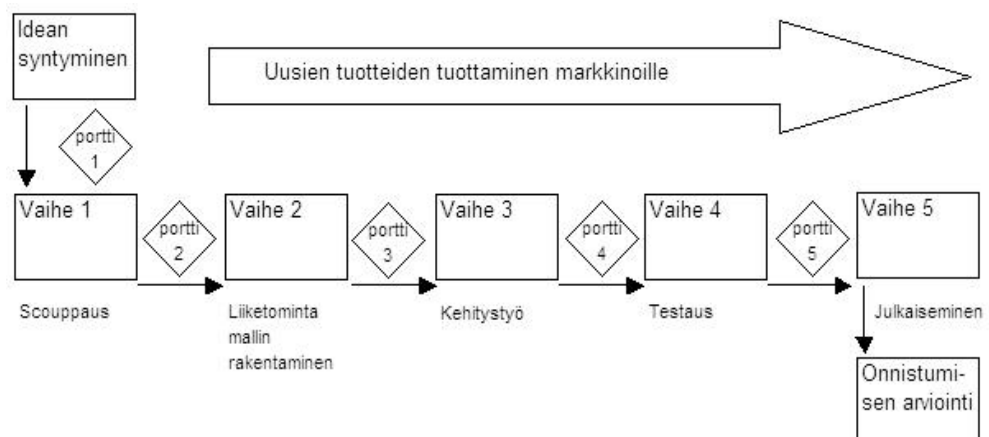 Idean
syntyminen
Uusien tuotteiden tuottaminen markkinoille
portti
1
Vaihe 1
portti
2
Vaihe 2
portti
3
Vaihe 3
portti
4
Vaihe 4
portti
5
Vaihe 5
Scouppaus
Liiketominta
mallin
rakentaminen
Kehitystyö
Testaus
Julkaiseminen
Onnistumi-
sen arviointi